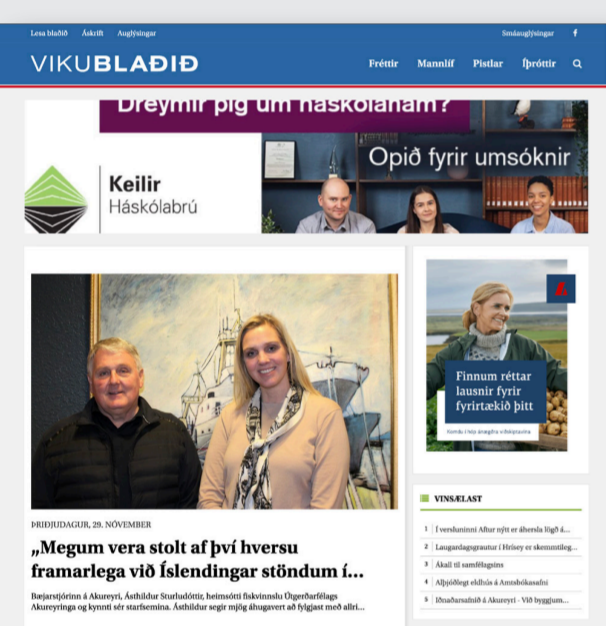 Lesa blaðið Áskrift Auglýsingar Smáauglýsingar
VIKUBLAÐIÐ Fréttir Mannlíf Pistlar Íþróttir
Dreymir þig um háskólanám?
Opið fyrir umsóknir
Keilir
Háskólabrú
Finnum réttar
lausnir fyrir
fyrirtækið þitt
Komdu í hóp ánægðra viðskiptavina
ÞRIÐJUDAGUR, 29. NÓVEMBER
„Megum vera stolt af því hversu
framarlega við Íslendingar stöndum í...
Bæjarstjórinn á Akureyri, Ásthildur Sturludóttir, heimsótti fiskvinnslu Útgerðarfélags
Akureyringa og kynnti sér starfsemina. Ásthildur segir mjög áhugavert að fylgjast með allri...
VINSÆLAST
1 Í versluninni Aftur nýtt er áhersla lögð á...
2 Laugardagsgrautur í Hrísey er skemmtileg...
3 Ákall til samfélagsins
4 Alþjóðlegt eldhús á Amtsbókasafni
5 Iðnaðarsafnið á Akureyri - Við byggjum...